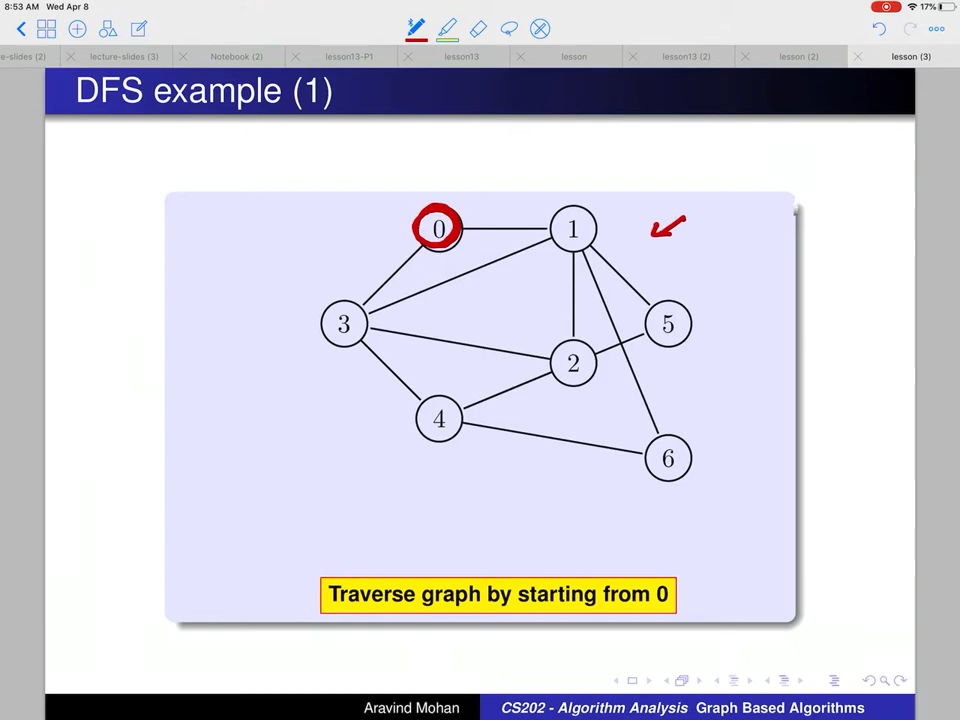 8:53 AM Wed Apr 8
17%
e-slides (2)
lecture-slides (3)
Notebook (2)
lesson13-P1
lesson13
lesson
lesson13 (2)
lesson (2)
lesson (3)
DFS example (1)
0
1
3
5
2
4
6
Traverse graph by starting from 0
Aravind Mohan
CS202 - Algorithm Analysis Graph Based Algorithms